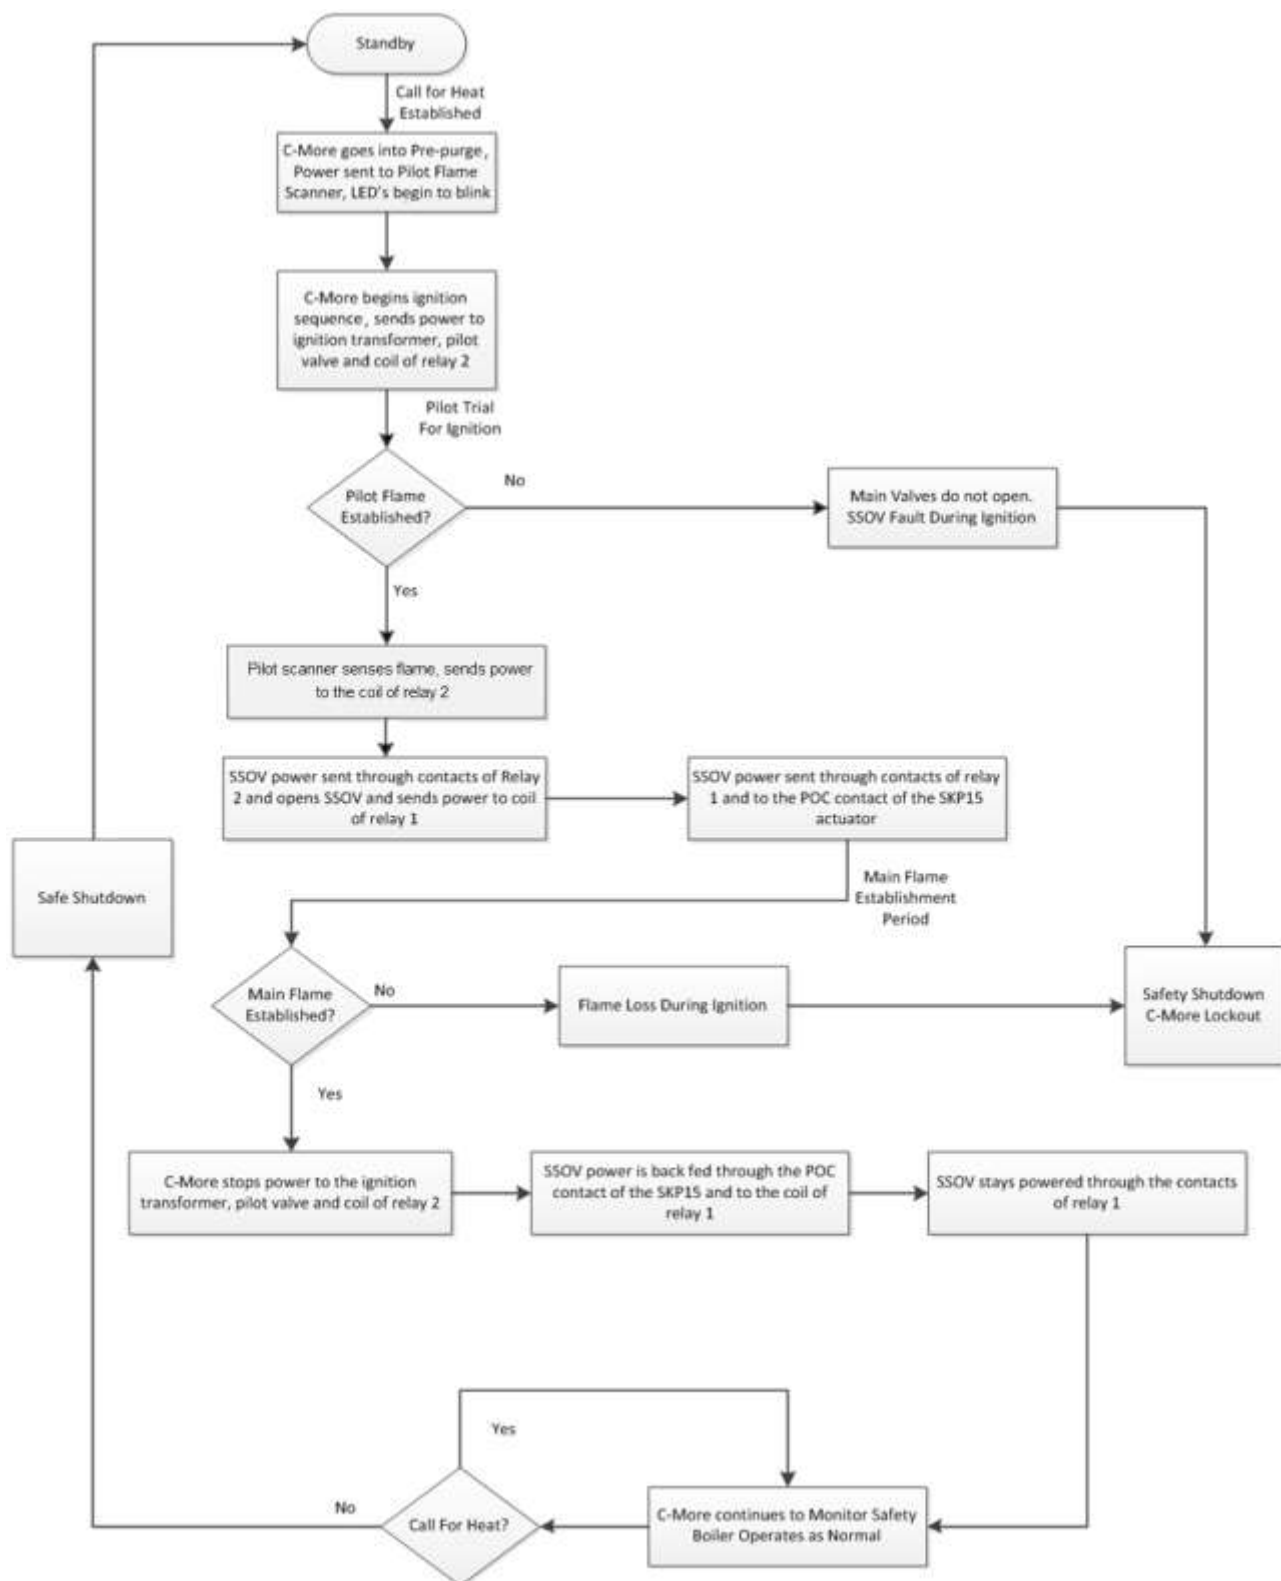 Standby
Call for Heat
Established
C-More goes into Pre-purge,
Power sent to Pilot Flame
Scanner, LED's begin to blink
C-More begins ignition
sequence, sends power to
ignition transformer, pilot
valve and coil of relay 2
Pilot Trial
For Ignition
Pilot Flame
Established?
No
Main Valves do not open.
SSOV Fault During Ignition
Yes
Pilot scanner senses flame, sends power
to the coil of relay 2
SSOV power sent through contacts of Relay
2 and opens SSOV and sends power to coil
of relay 1
SSOV power sent through contacts of relay
1 and to the POC contact of the SKP15
actuator
Safe Shutdown
Main Flame
Establishment
Period
Main Flame
Established?
No
Flame Loss During Ignition
Safety Shutdown
C-More Lockout
Yes
C-More stops power to the ignition
transformer, pilot valve and coil of relay 2
SSOV power is back fed through the POC
contact of the SKP15 and to the coil of
relay 1
SSOV stays powered through the contacts
of relay 1
Yes
No
Call For Heat?
C-More continues to Monitor Safety
Boiler Operates as Normal